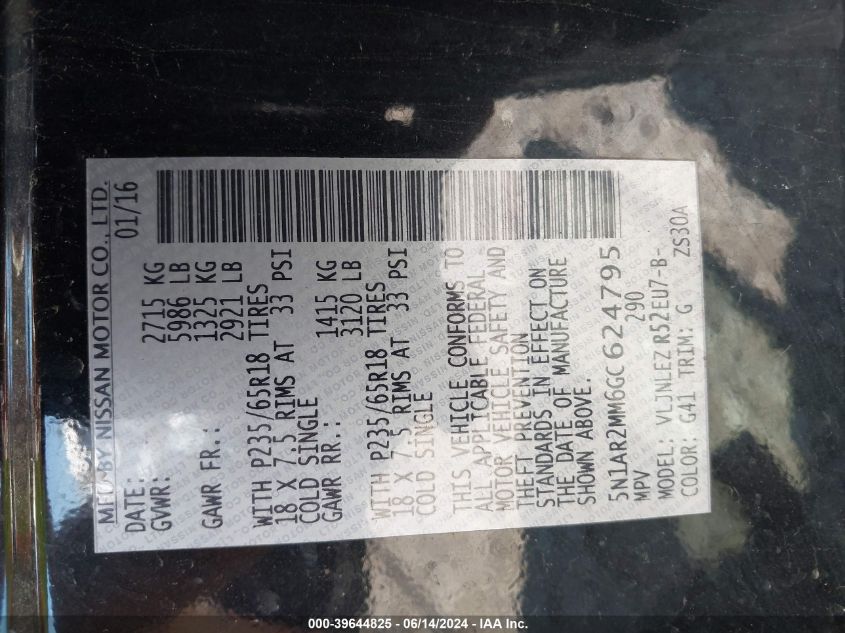 MFD BY NISSAN MOTOR CO., LTD.
DATE: 01/16
GVWR: 2715 KG
5986 LB
GAWR FR.: 1325 KG
2921 LB
WITH P235/65R18 TIRES
18 X 7.5 RIMS AT 33 PSI
COLD SINGLE
GAWR RR.: 1415 KG
3120 LB
WITH P235/65R18 TIRES
18 X 7.5 RIMS AT 33 PSI
COLD SINGLE
THIS VEHICLE CONFORMS TO
ALL APPLICABLE FEDERAL
MOTOR VEHICLE SAFETY AND
THEFT PREVENTION
STANDARDS IN EFFECT ON
THE DATE OF MANUFACTURE
SHOWN ABOVE.
5N1AR2MM6GC624795
MPV 290
MODEL: VLJNLEZ R52EU7-B-
COLOR: G41 TRIM: G ZS30A
000-39644825 - 06/14/2024 - IAA Inc.